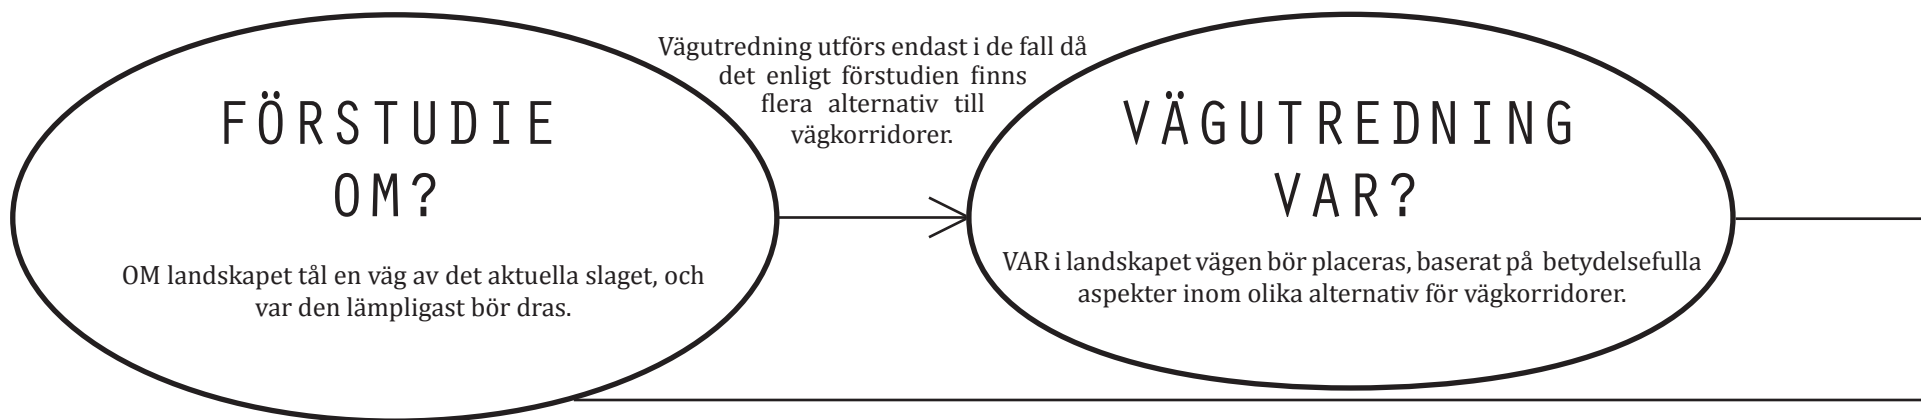 FÖRSTUDIE
OM?
OM landskapet tål en väg av det aktuella slaget, och
var den lämpligast bör dras.
Vägutredning utförs endast i de fall då
det enligt förstudien finns
flera alternativ till
vägkorridorer.
VÄGUTREDNING
VAR?
VAR i landskapet vägen bör placeras, baserat på betydelsefulla
aspekter inom olika alternativ för vägkorridorer.